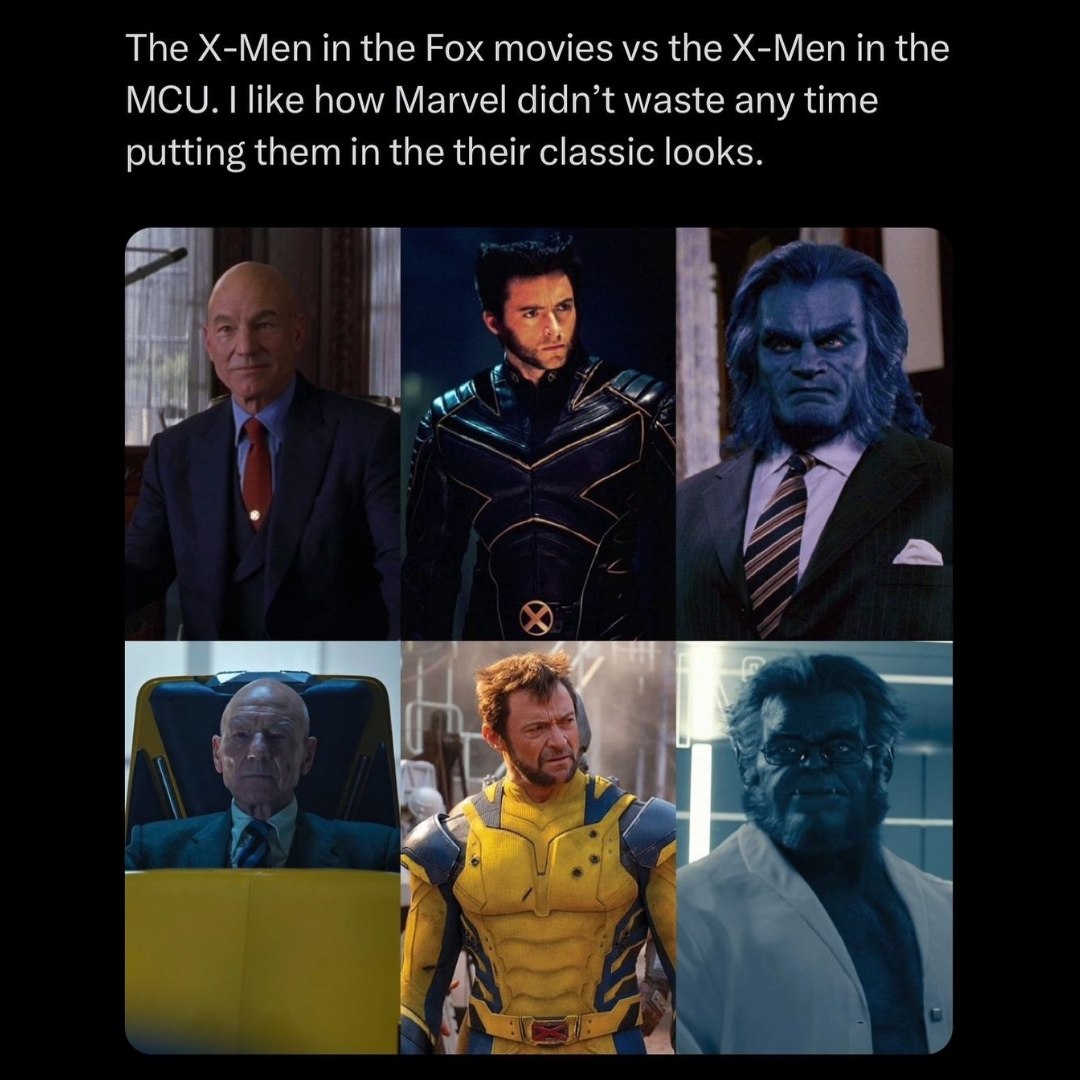 The X-Men in the Fox movies vs the X-Men in the
MCU. I like how Marvel didn’t waste any time
putting them in the their classic looks.